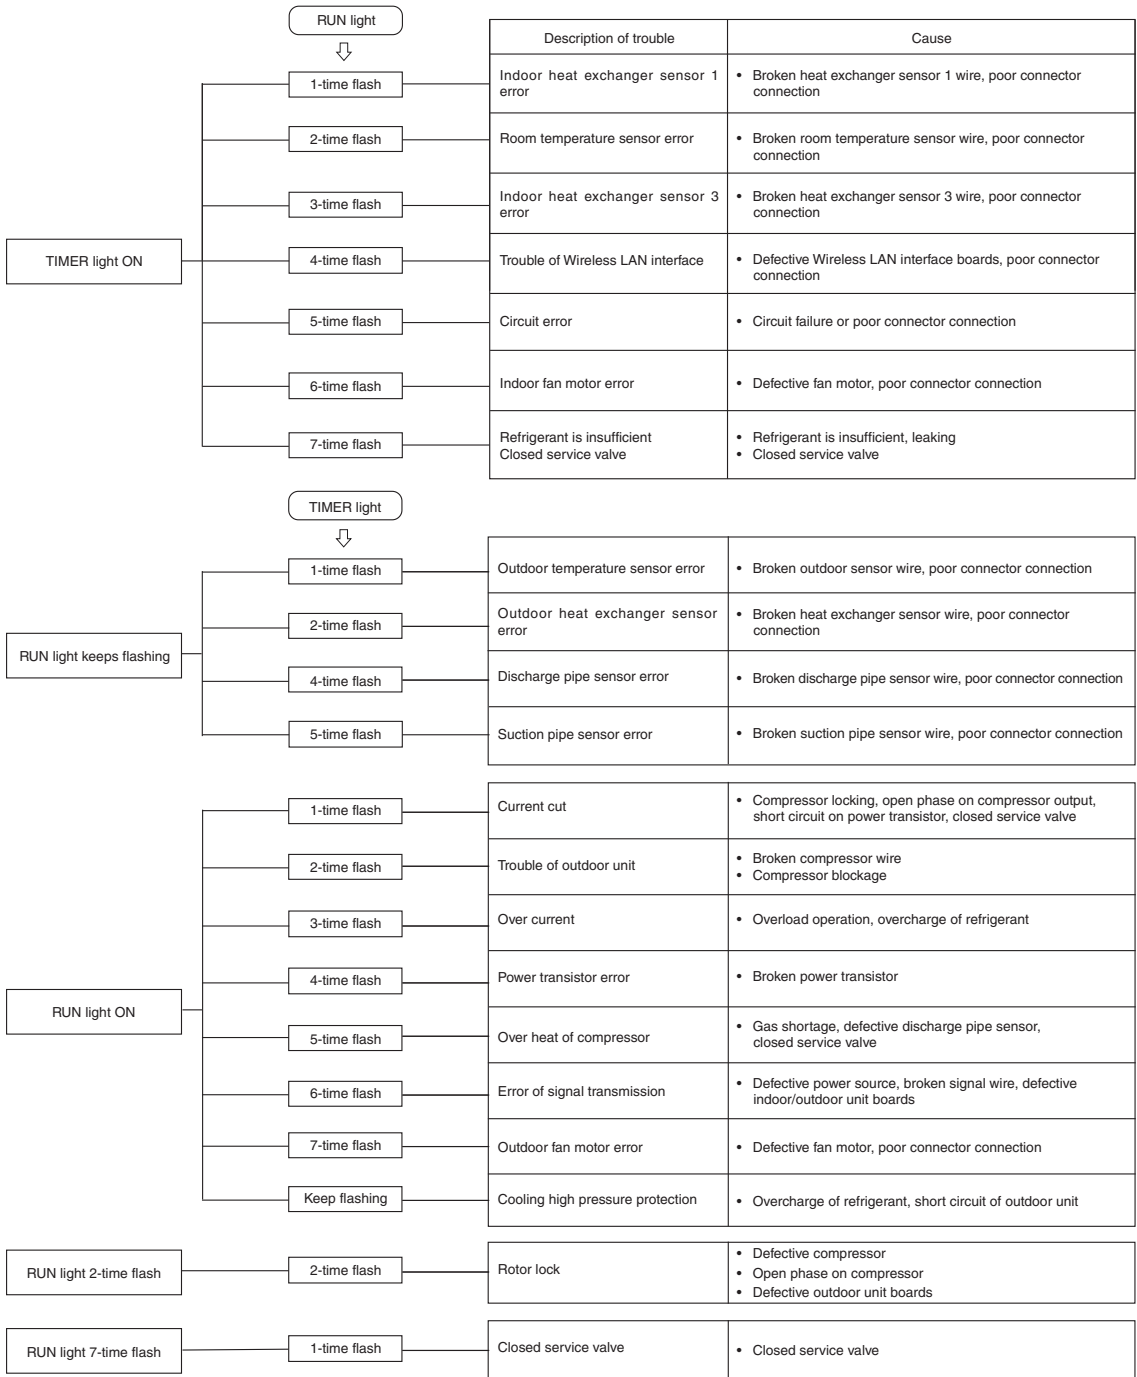 RUN light
Description of trouble
Cause
1-time flash
Indoor heat exchanger sensor 1
error
• Broken heat exchanger sensor 1 wire, poor connector
connection
2-time flash
Room temperature sensor error
• Broken room temperature sensor wire, poor connector
connection
3-time flash
Indoor heat exchanger sensor 3
error
• Broken heat exchanger sensor 3 wire, poor connector
connection
TIMER light ON
4-time flash
Trouble of Wireless LAN interface
• Defective Wireless LAN interface boards, poor connector
connection
5-time flash
Circuit error
• Circuit failure or poor connector connection
6-time flash
Indoor fan motor error
• Defective fan motor, poor connector connection
7-time flash
Refrigerant is insufficient
Closed service valve
• Refrigerant is insufficient, leaking
• Closed service valve
TIMER light
1-time flash
Outdoor temperature sensor error
• Broken outdoor sensor wire, poor connector connection
2-time flash
Outdoor heat exchanger sensor
error
• Broken heat exchanger sensor wire, poor connector
connection
RUN light keeps flashing
4-time flash
Discharge pipe sensor error
• Broken discharge pipe sensor wire, poor connector connection
5-time flash
Suction pipe sensor error
• Broken suction pipe sensor wire, poor connector connection
1-time flash
Current cut
• Compressor locking, open phase on compressor output,
short circuit on power transistor, closed service valve
2-time flash
Trouble of outdoor unit
• Broken compressor wire
• Compressor blockage
3-time flash
Over current
• Overload operation, overcharge of refrigerant
4-time flash
Power transistor error
• Broken power transistor
RUN light ON
5-time flash
Over heat of compressor
• Gas shortage, defective discharge pipe sensor,
closed service valve
6-time flash
Error of signal transmission
• Defective power source, broken signal wire, defective
indoor/outdoor unit boards
7-time flash
Outdoor fan motor error
• Defective fan motor, poor connector connection
Keep flashing
Cooling high pressure protection
• Overcharge of refrigerant, short circuit of outdoor unit
RUN light 2-time flash
2-time flash
Rotor lock
• Defective compressor
• Open phase on compressor
• Defective outdoor unit boards
RUN light 7-time flash
1-time flash
Closed service valve
• Closed service valve